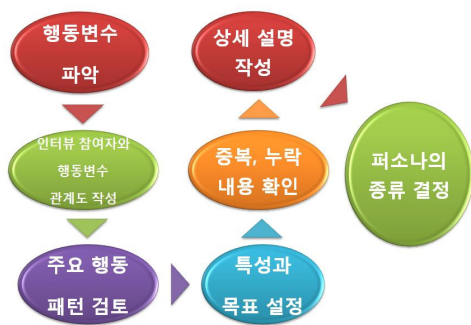 행동변수
파악
인터뷰 참여자와
행동변수
관계도 작성
주요 행동
패턴 검토
특성과
목표 설정
중복, 누락
내용 확인
상세 설명
작성
퍼소나의
종류 결정